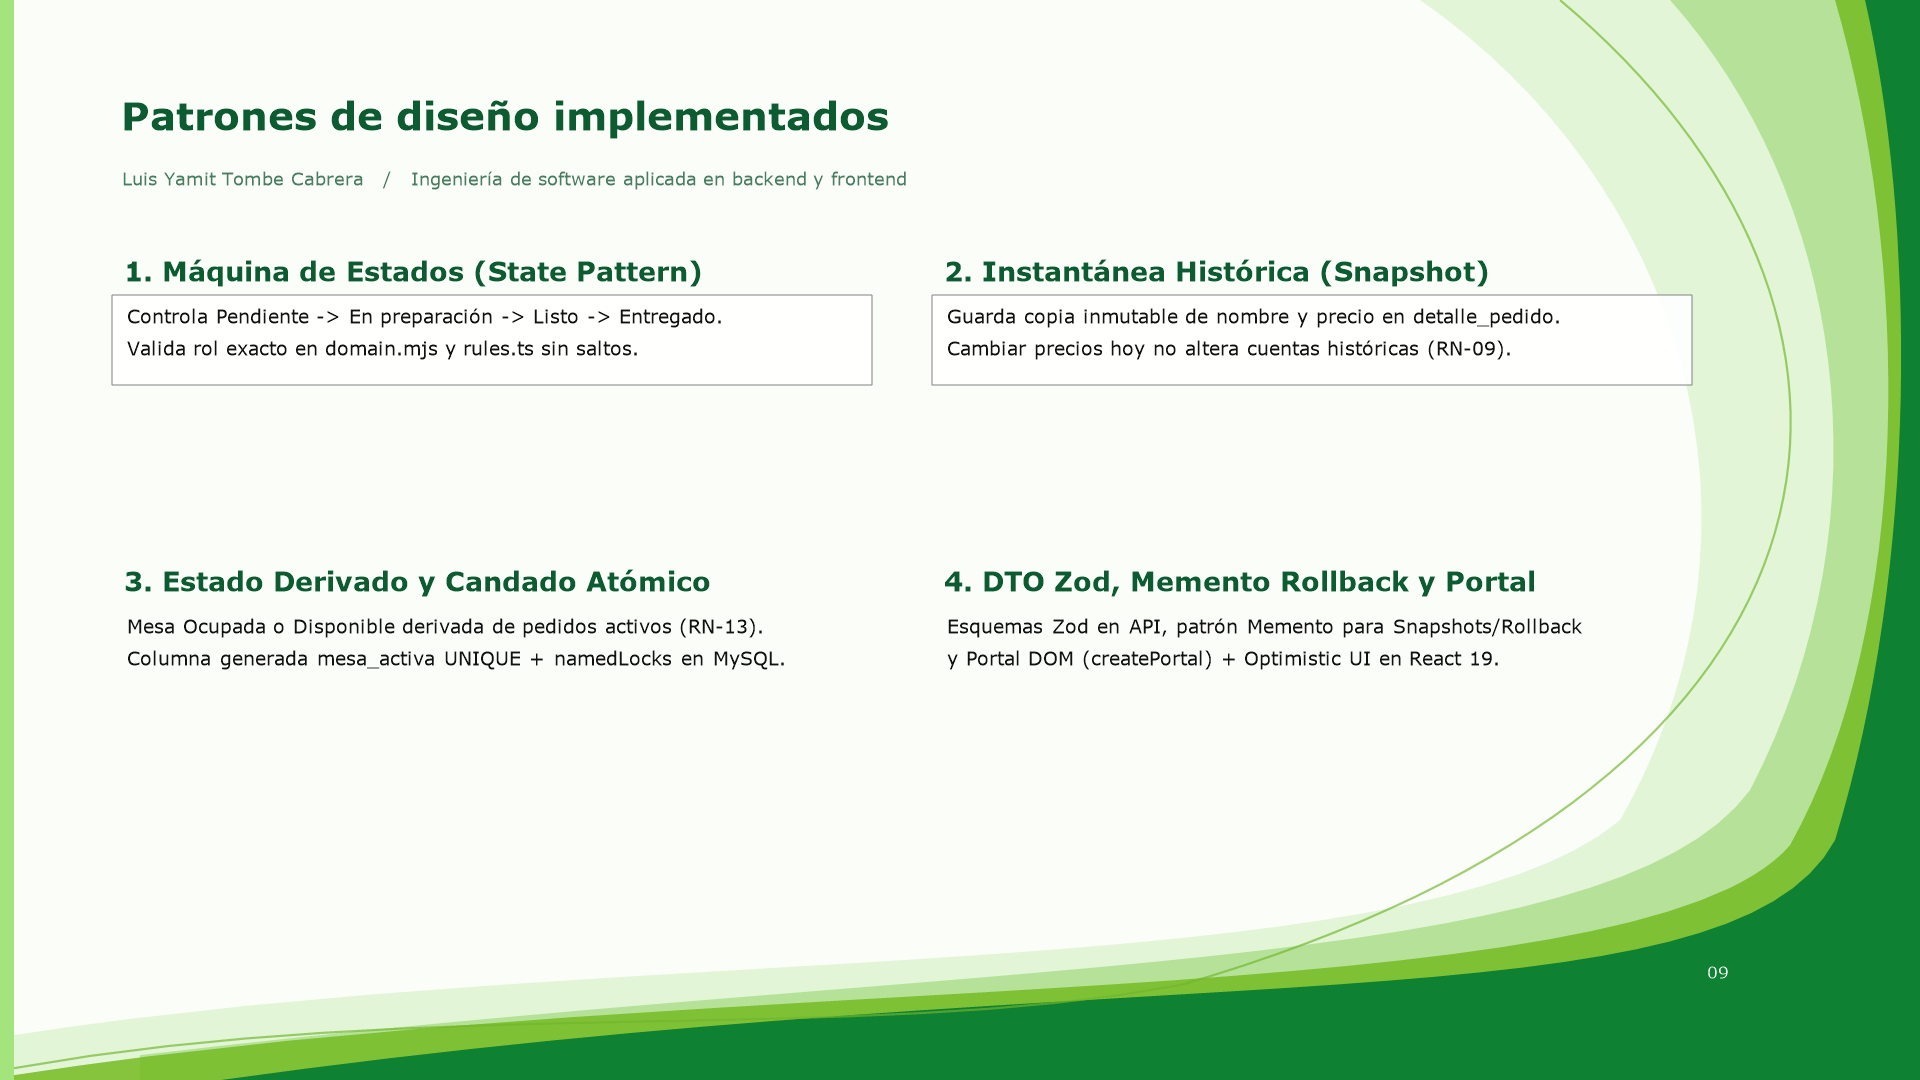 Patrones de diseño implementados
Luis Yamit Tombe Cabrera / Ingeniería de software aplicada en backend y frontend
1. Máquina de Estados (State Pattern)
Controla Pendiente -> En preparación -> Listo -> Entregado.
Valida rol exacto en domain.mjs y rules.ts sin saltos.
2. Instantánea Histórica (Snapshot)
Guarda copia inmutable de nombre y precio en detalle_pedido.
Cambiar precios hoy no altera cuentas históricas (RN-09).
3. Estado Derivado y Candado Atómico
Mesa Ocupada o Disponible derivada de pedidos activos (RN-13).
Columna generada mesa_activa UNIQUE + namedLocks en MySQL.
4. DTO Zod, Memento Rollback y Portal
Esquemas Zod en API, patrón Memento para Snapshots/Rollback
y Portal DOM (createPortal) + Optimistic UI en React 19.
09